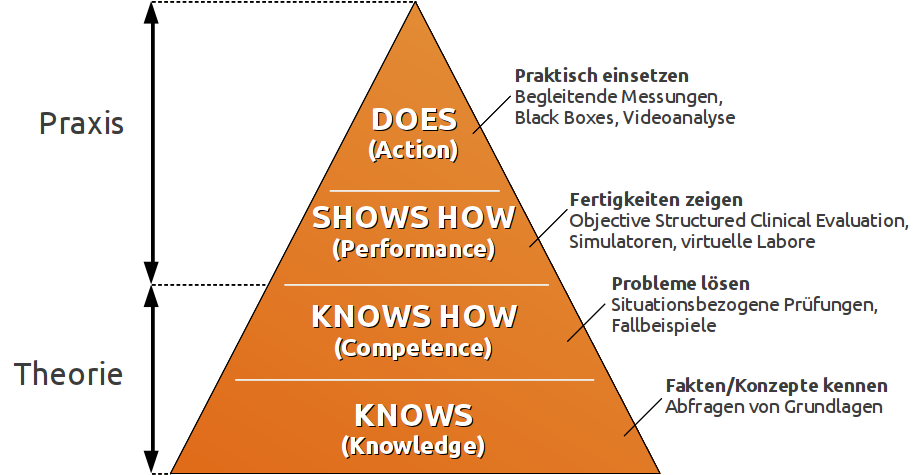 Praxis
Theorie
DOES
(Action)
Praktisch einsetzen
Begleitende Messungen,
Black Boxes, Videoanalyse
SHOWS HOW
(Performance)
Fertigkeiten zeigen
Objective Structured Clinical Evaluation,
Simulatoren, virtuelle Labore
KNOWS HOW
(Competence)
Probleme lösen
Situationsbezogene Prüfungen,
Fallbeispiele
KNOWS
(Knowledge)
Fakten/Konzepte kennen
Abfragen von Grundlagen